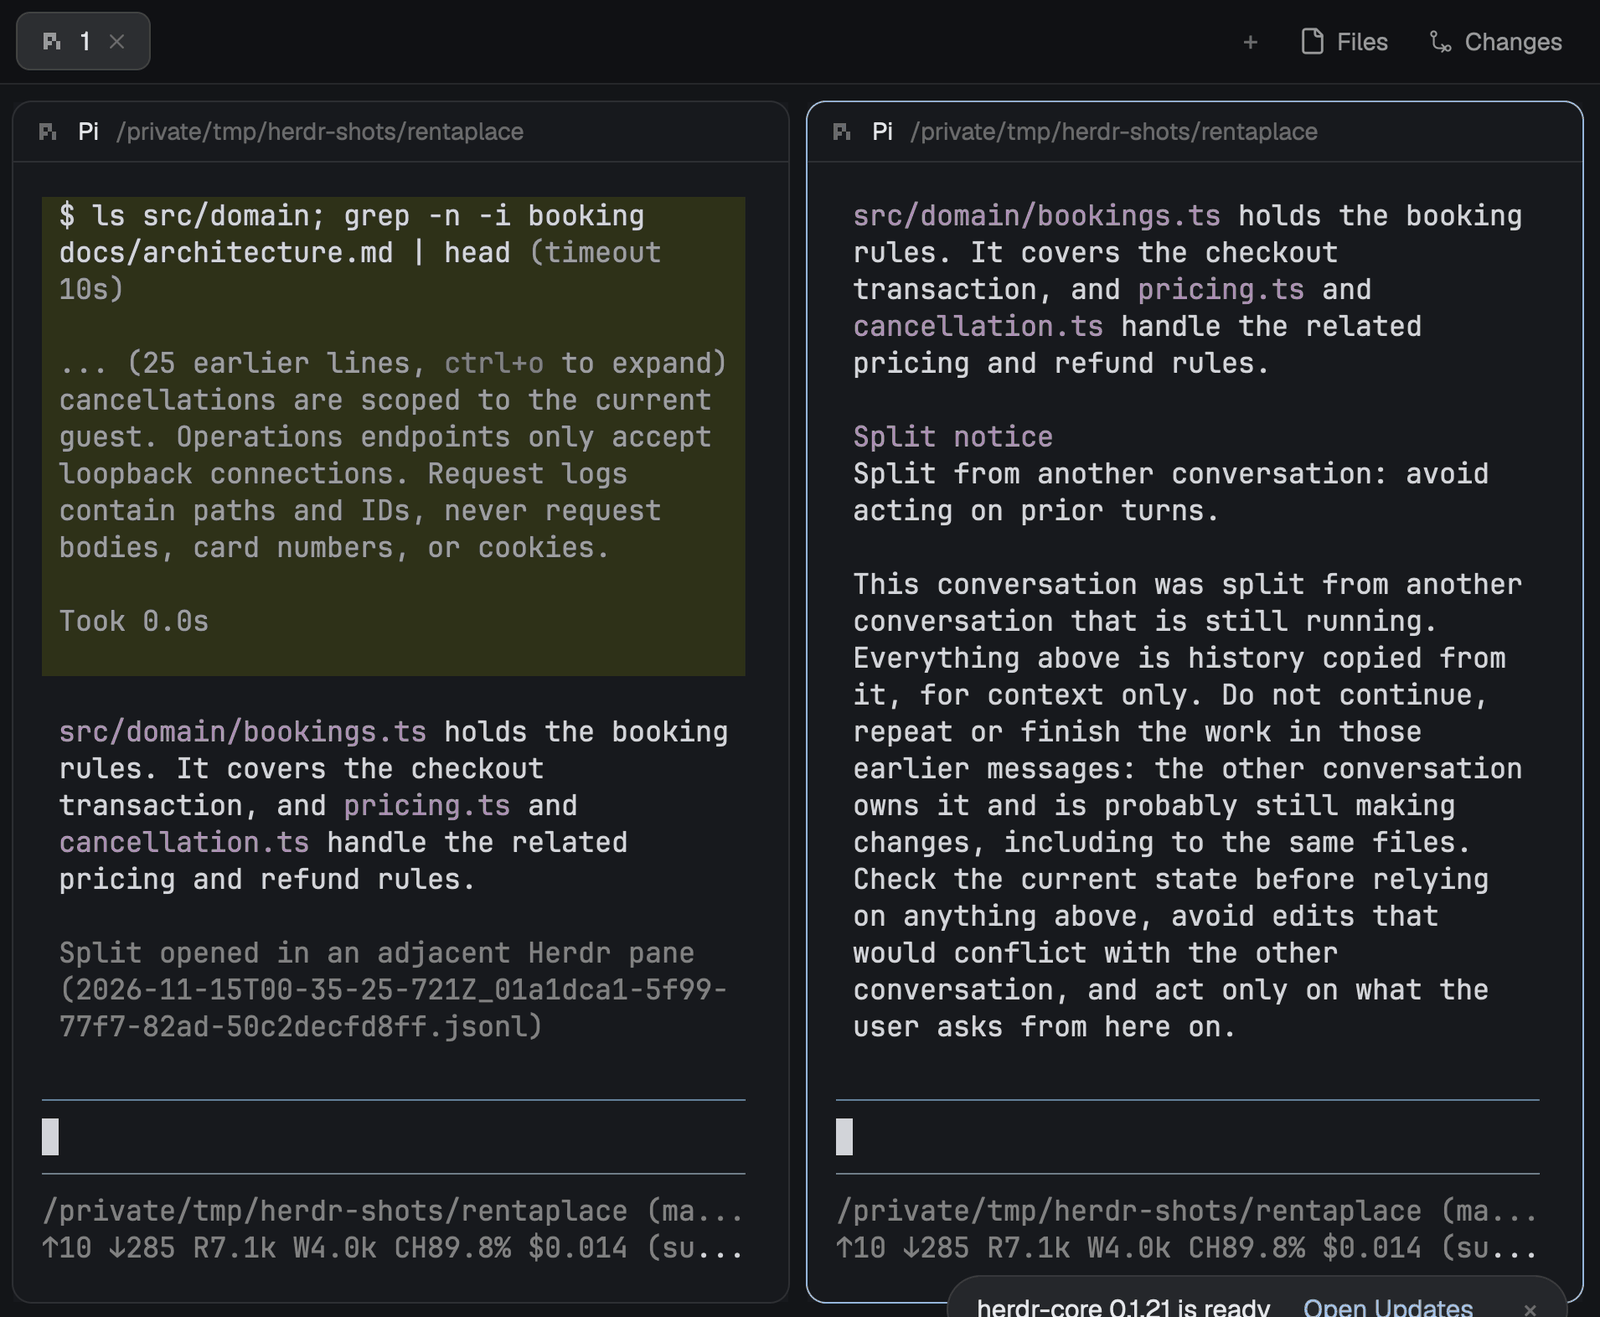 1
Files
Changes
Pi /private/tmp/herdr-shots/rentaplace
$ ls src/domain; grep -n -i booking
docs/architecture.md | head (timeout
10s)
... (25 earlier lines, ctrl+o to expand)
cancellations are scoped to the current
guest. Operations endpoints only accept
loopback connections. Request logs
contain paths and IDs, never request
bodies, card numbers, or cookies.
Took 0.0s
src/domain/bookings.ts holds the booking
rules. It covers the checkout
transaction, and pricing.ts and
cancellation.ts handle the related
pricing and refund rules.
Split opened in an adjacent Herdr pane
(2026-11-15T00-35-25-721Z_01a1dca1-5f99-
77f7-82ad-50c2decfd8ff.jsonl)
/private/tmp/herdr-shots/rentaplace (ma...
↑10 ↓285 R7.1k W4.0k CH89.8% $0.014 (su...
Pi /private/tmp/herdr-shots/rentaplace
src/domain/bookings.ts holds the booking
rules. It covers the checkout
transaction, and pricing.ts and
cancellation.ts handle the related
pricing and refund rules.
Split notice
Split from another conversation: avoid
acting on prior turns.
This conversation was split from another
conversation that is still running.
Everything above is history copied from
it, for context only. Do not continue,
repeat or finish the work in those
earlier messages: the other conversation
owns it and is probably still making
changes, including to the same files.
Check the current state before relying
on anything above, avoid edits that
would conflict with the other
conversation, and act only on what the
user asks from here on.
/private/tmp/herdr-shots/rentaplace (ma...
↑10 ↓285 R7.1k W4.0k CH89.8% $0.014 (su...
herdr-core 0.1.21 is ready Open Updates